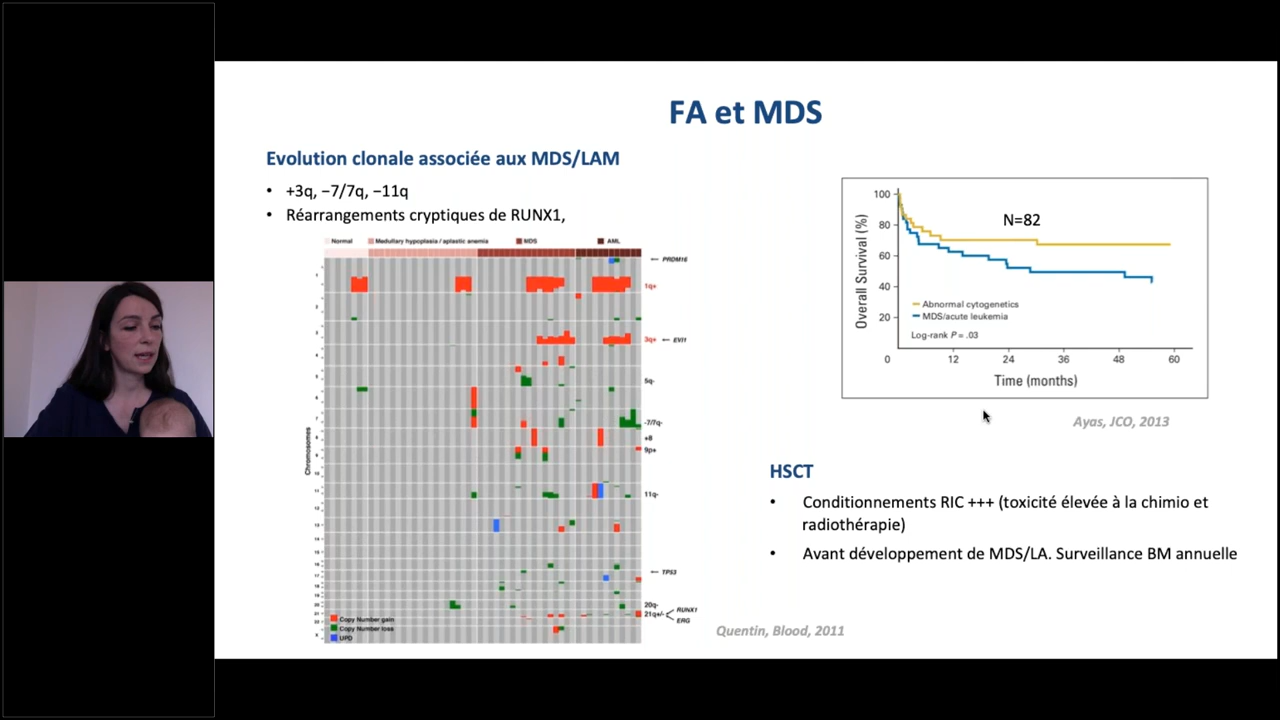 FA et MDS
Evolution clonale associée aux MDS/LAM
• +3q, −7/7q, −11q
• Réarrangements cryptiques de RUNX1,
Normal
Medullary hypoplasia / aplastic anemia
MDS
AML
Chromosomes
PRDM16
1q+
3q+
EVI1
5q-
-7/7q-
+8
9p+
11q-
TP53
20q-
21q+/-
RUNX1
ERG
Copy Number gain
Copy Number loss
UPD
Quentin, Blood, 2011
Overall Survival (%)
100
80
60
40
20
0
12
24
36
48
60
Time (months)
N=82
Abnormal cytogenetics
MDS/acute leukemia
Log-rank P = .03
Ayas, JCO, 2013
HSCT
• Conditionnements RIC +++ (toxicité élevée à la chimio et
radiothérapie)
• Avant développement de MDS/LA. Surveillance BM annuelle